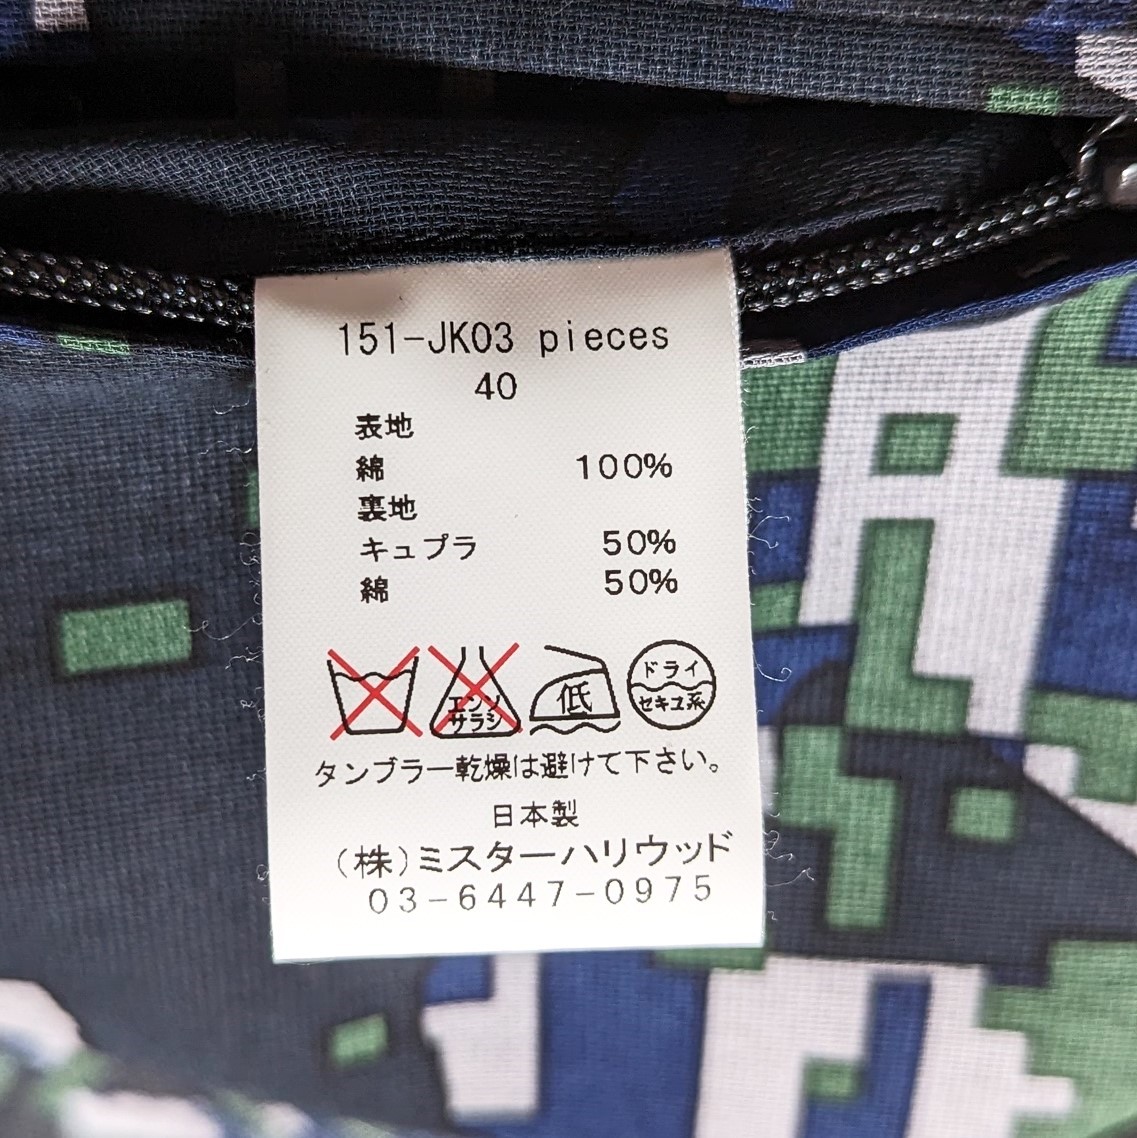 151-JK03 pieces
40
表地
綿 100%
裏地
キュプラ 50%
綿 50%
エンソ
サラシ
低
ドライ
セキユ系
タンブラー乾燥は避けて下さい。
日本製
(株)ミスターハリウッド
03-6447-0975